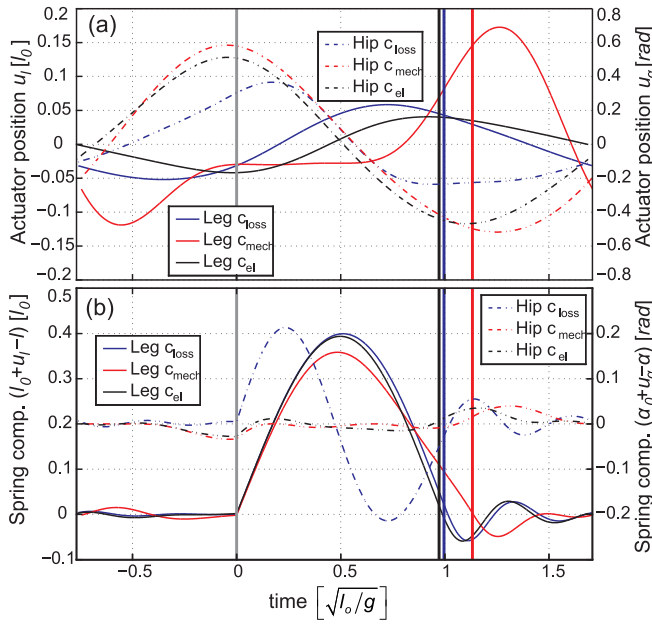 (a)
Actuator position u_l [l_0]
0.2
0.15
0.1
0.05
0
−0.05
−0.1
−0.15
−0.2
Hip c_loss
Hip c_mech
Hip c_el
Leg c_loss
Leg c_mech
Leg c_el
0.8
0.6
0.4
0.2
0
−0.2
−0.4
−0.6
−0.8
Actuator position u_α [rad]
(b)
Spring comp. (l_0+u_l−l) [l_0]
0.5
0.4
0.3
0.2
0.1
0
−0.1
Leg c_loss
Leg c_mech
Leg c_el
Hip c_loss
Hip c_mech
Hip c_el
0.2
0.1
0
−0.1
−0.2
Spring comp. (α_0+u_α−α) [rad]
−0.5
0
0.5
1
1.5
time [√l_o/g]